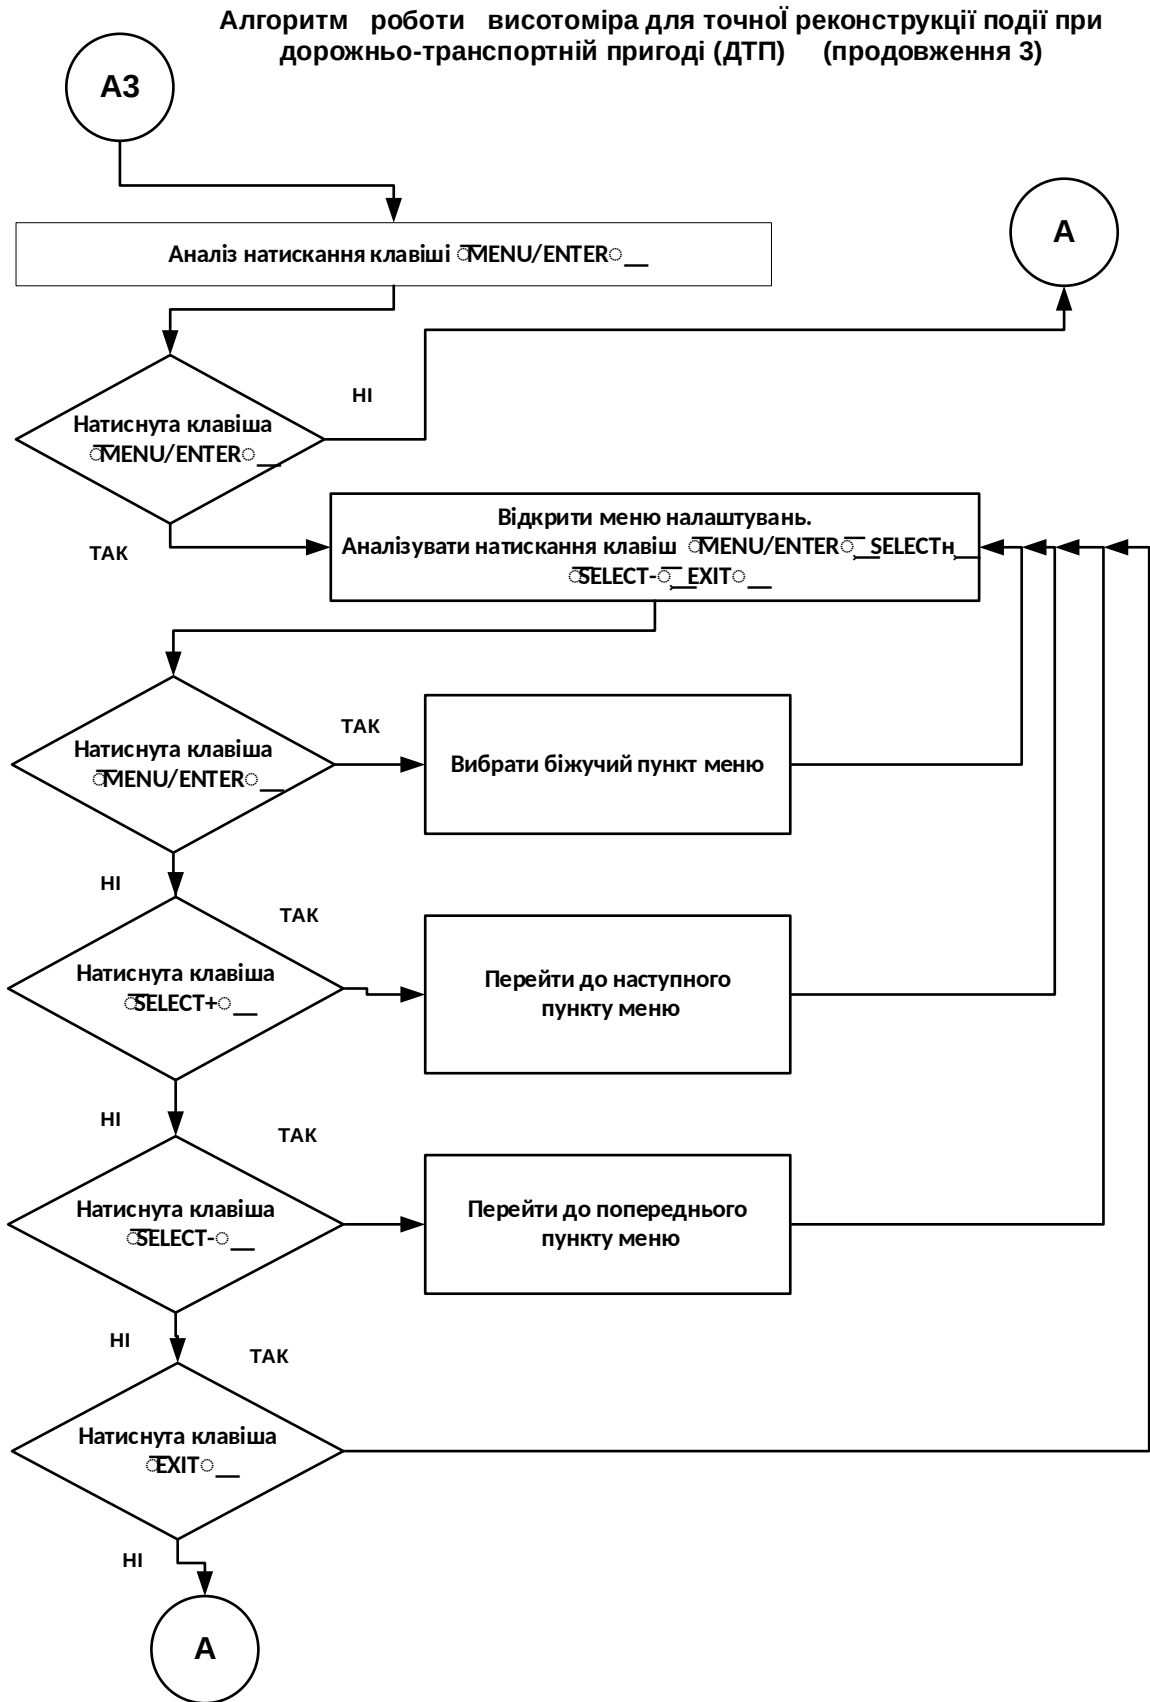 Алгоритм роботи висотоміра для точноЇ реконструкції події при
дорожньо-транспортній пригоді (ДТП) (продовження 3)
А3
А
Аналіз натискання клавіші MENU/ENTER
НІ
Натиснута клавіша
MENU/ENTER
ТАК
Відкрити меню налаштувань.
Аналізувати натискання клавіш MENU/ENTER SELECTн
SELECT- EXIT
Натиснута клавіша
MENU/ENTER
ТАК
Вибрати біжучий пункт меню
НІ
ТАК
Натиснута клавіша
SELECT+
Перейти до наступного
пункту меню
НІ
ТАК
Натиснута клавіша
SELECT-
Перейти до попереднього
пункту меню
НІ
ТАК
Натиснута клавіша
EXIT
НІ
А